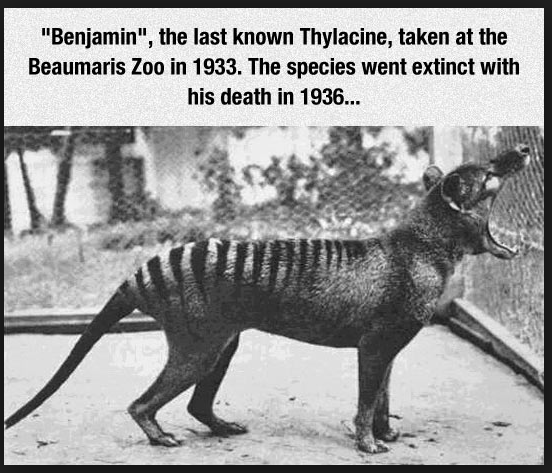 "Benjamin", the last known Thylacine, taken at the
Beaumaris Zoo in 1933. The species went extinct with
his death in 1936...